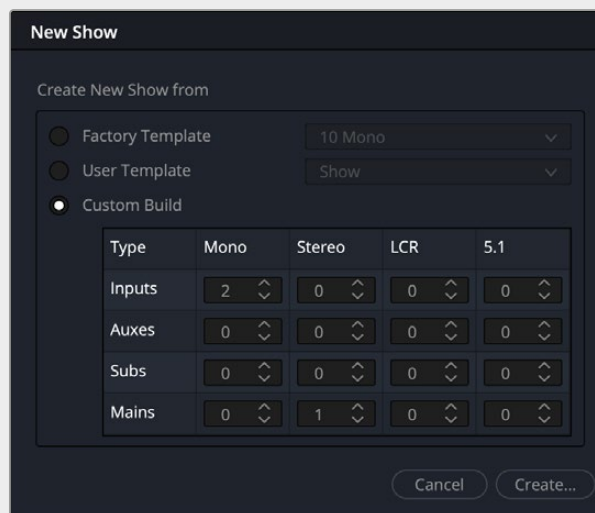 New Show
Create New Show from
Factory Template 10 Mono
User Template Show
Custom Build
Type Mono Stereo LCR 5.1
Inputs 2 0 0 0
Auxes 0 0 0 0
Subs 0 0 0 0
Mains 0 1 0 0
Cancel Create...